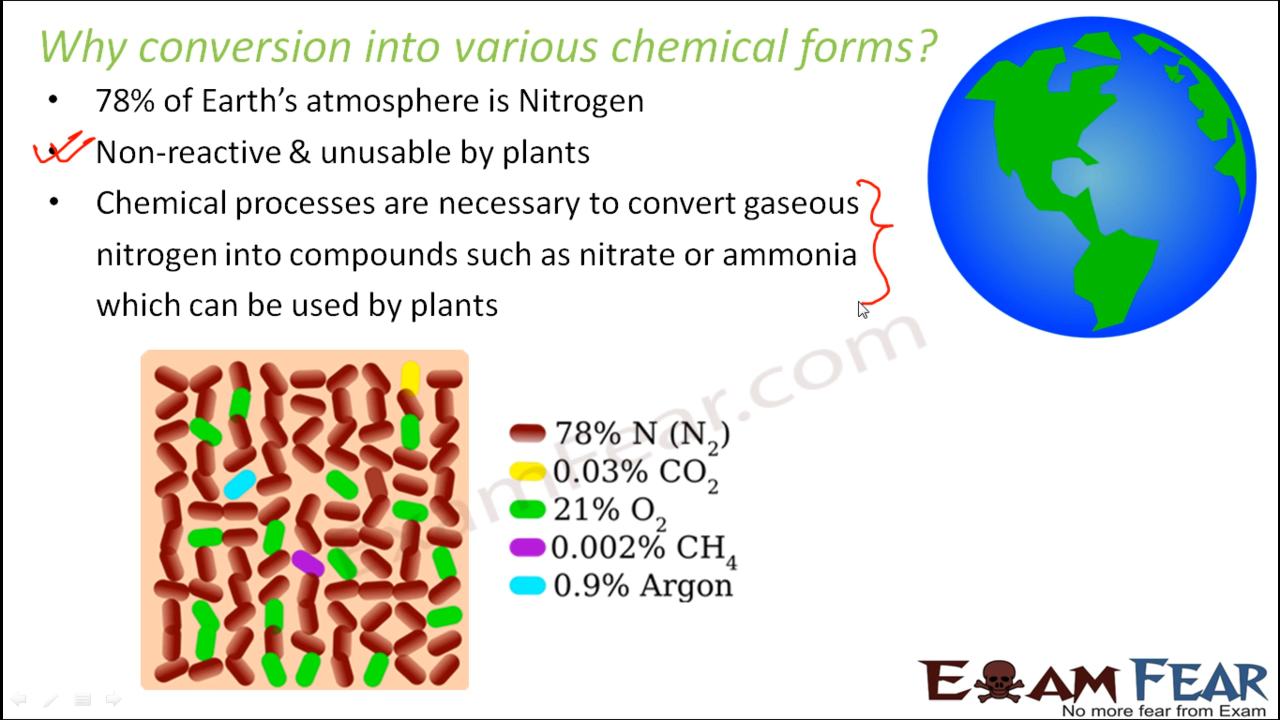 Why conversion into various chemical forms?
• 78% of Earth's atmosphere is Nitrogen
• Non-reactive & unusable by plants
• Chemical processes are necessary to convert gaseous
nitrogen into compounds such as nitrate or ammonia
which can be used by plants
78% N (N₂)
0.03% CO₂
21% O₂
0.002% CH₄
0.9% Argon
examFear.com
EXAM FEAR
No more fear from Exam